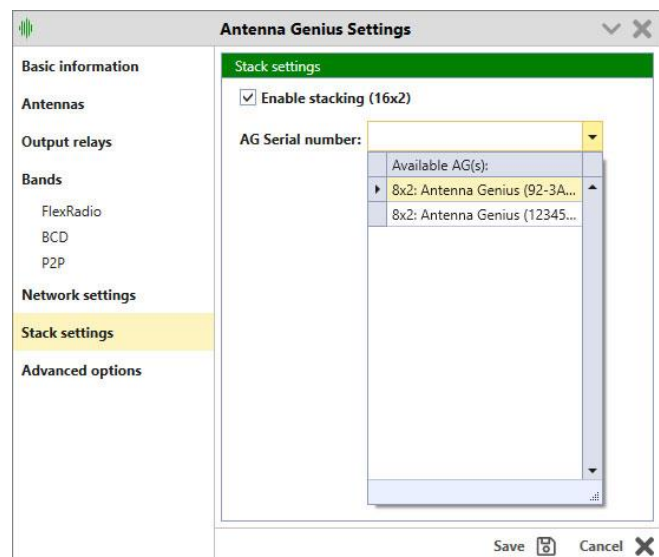 Antenna Genius Settings
Basic information
Antennas
Output relays
Bands
FlexRadio
BCD
P2P
Network settings
Stack settings
Advanced options
Stack settings
Enable stacking (16x2)
AG Serial number:
Available AG(s):
8x2: Antenna Genius (92-3A...
8x2: Antenna Genius (12345...
Save
Cancel